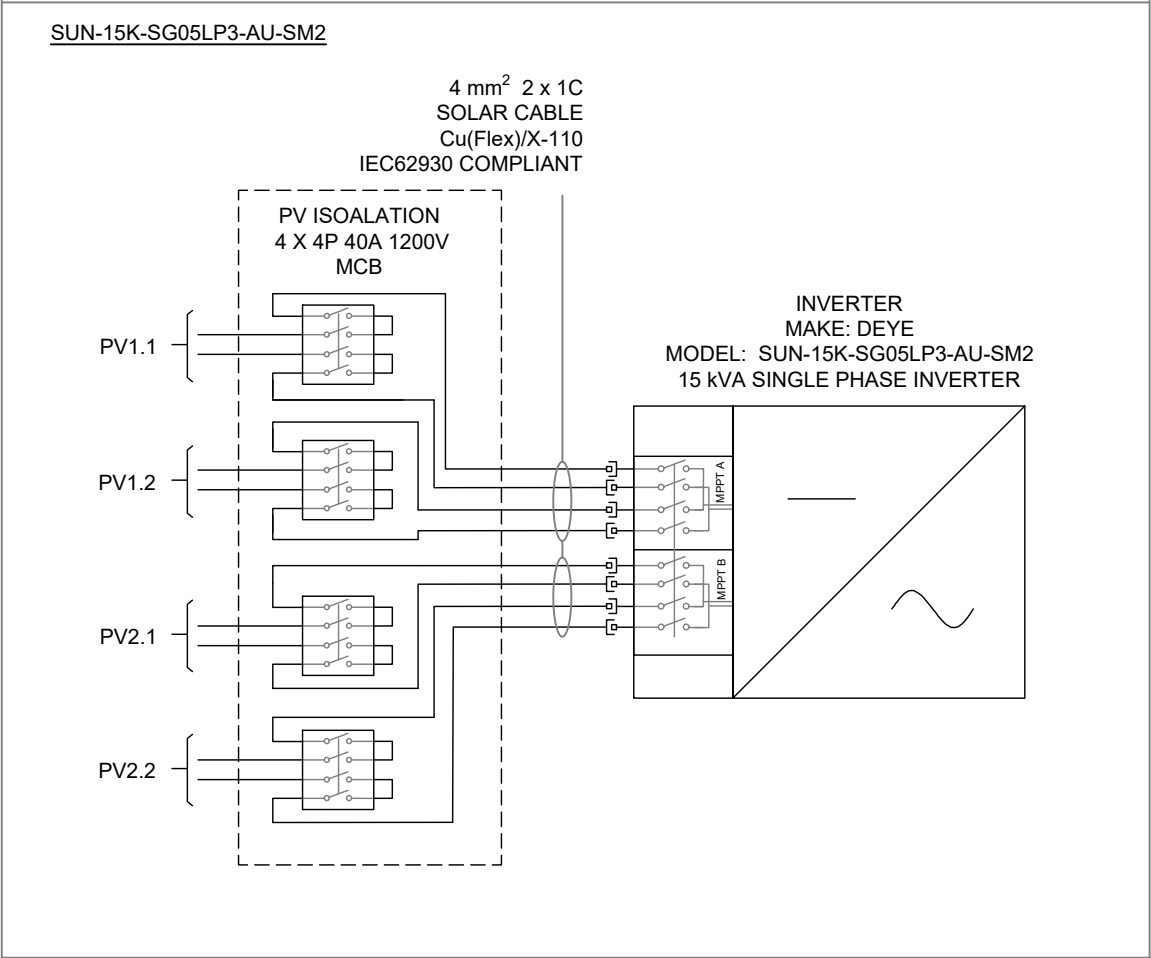 SUN-15K-SG05LP3-AU-SM2
4 mm² 2 x 1C
SOLAR CABLE
Cu(Flex)/X-110
IEC62930 COMPLIANT
PV ISOALATION
4 X 4P 40A 1200V
MCB
INVERTER
MAKE: DEYE
MODEL: SUN-15K-SG05LP3-AU-SM2
15 kVA SINGLE PHASE INVERTER
PV1.1
PV1.2
MPPT A
MPPT B
PV2.1
PV2.2